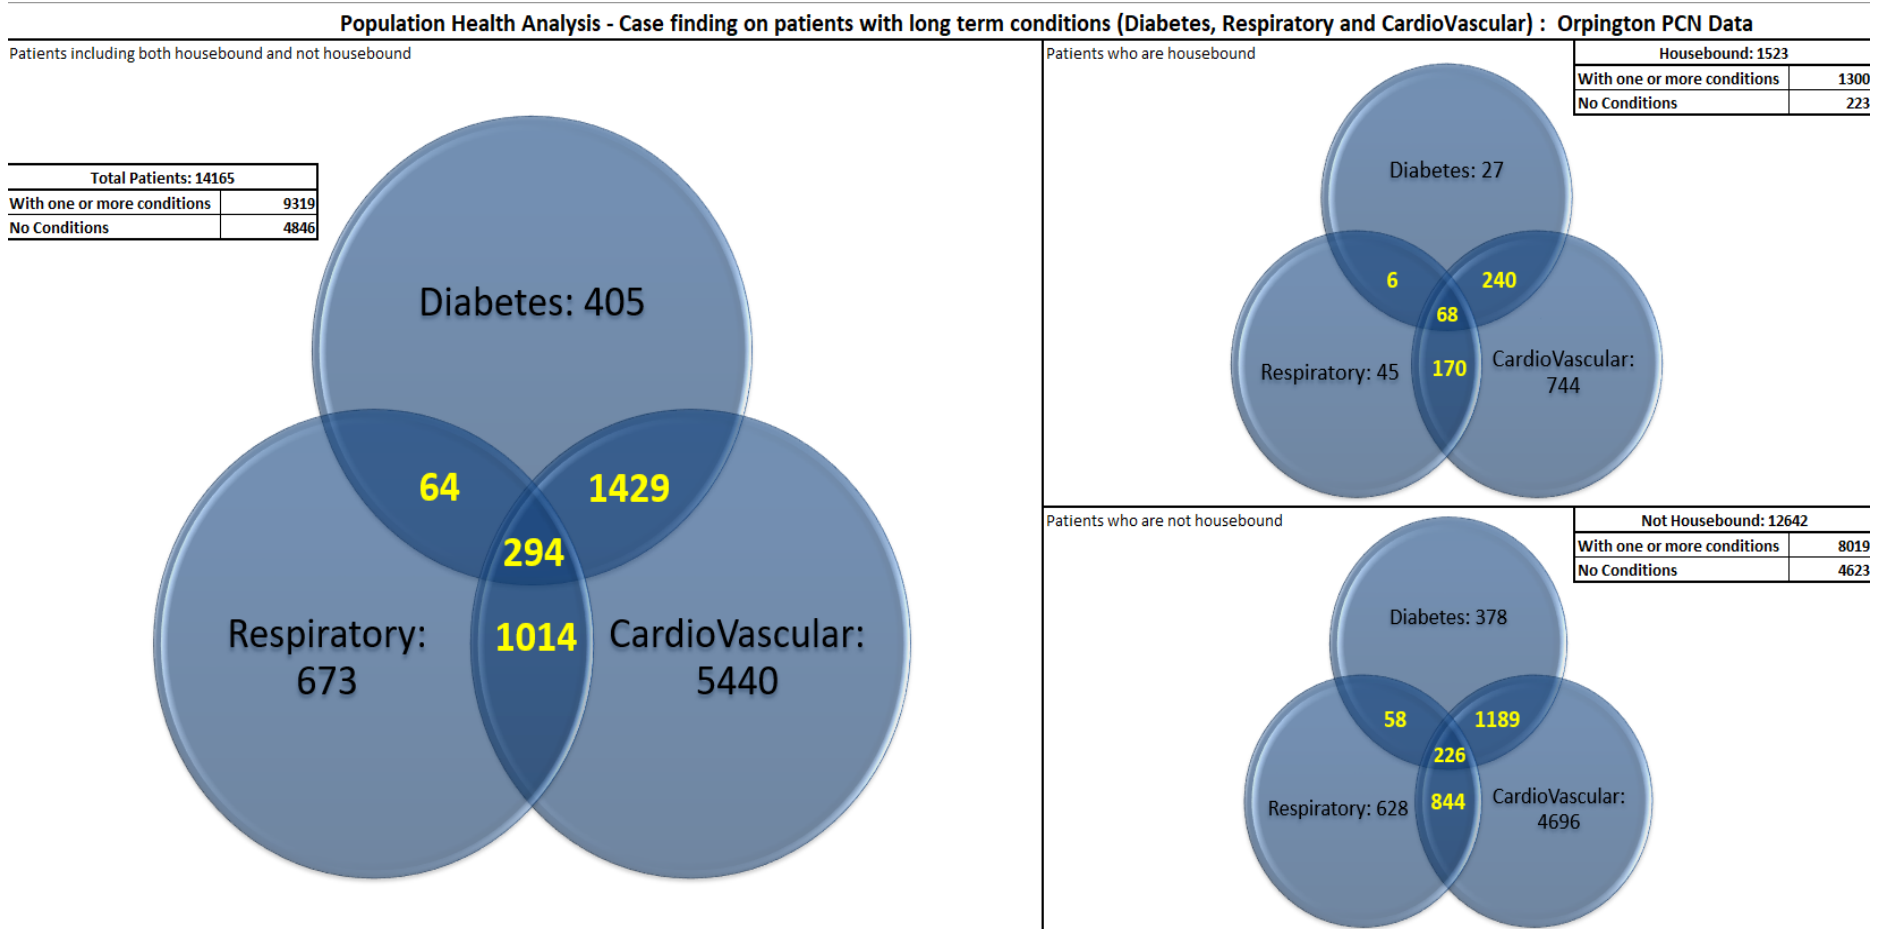 Population Health Analysis - Case finding on patients with long term conditions (Diabetes, Respiratory and CardioVascular) :  Orpington PCN Data
Patients including both housebound and not housebound
Total Patients: 14165
With one or more conditions 9319
No Conditions 4846
Diabetes: 405
64
1429
294
Respiratory:
673
1014
CardioVascular:
5440
Patients who are housebound
Housebound: 1523
With one or more conditions 1300
No Conditions 223
Diabetes: 27
6
240
68
Respiratory: 45
170
CardioVascular:
744
Patients who are not housebound
Not Housebound: 12642
With one or more conditions 8019
No Conditions 4623
Diabetes: 378
58
1189
226
Respiratory: 628
844
CardioVascular:
4696